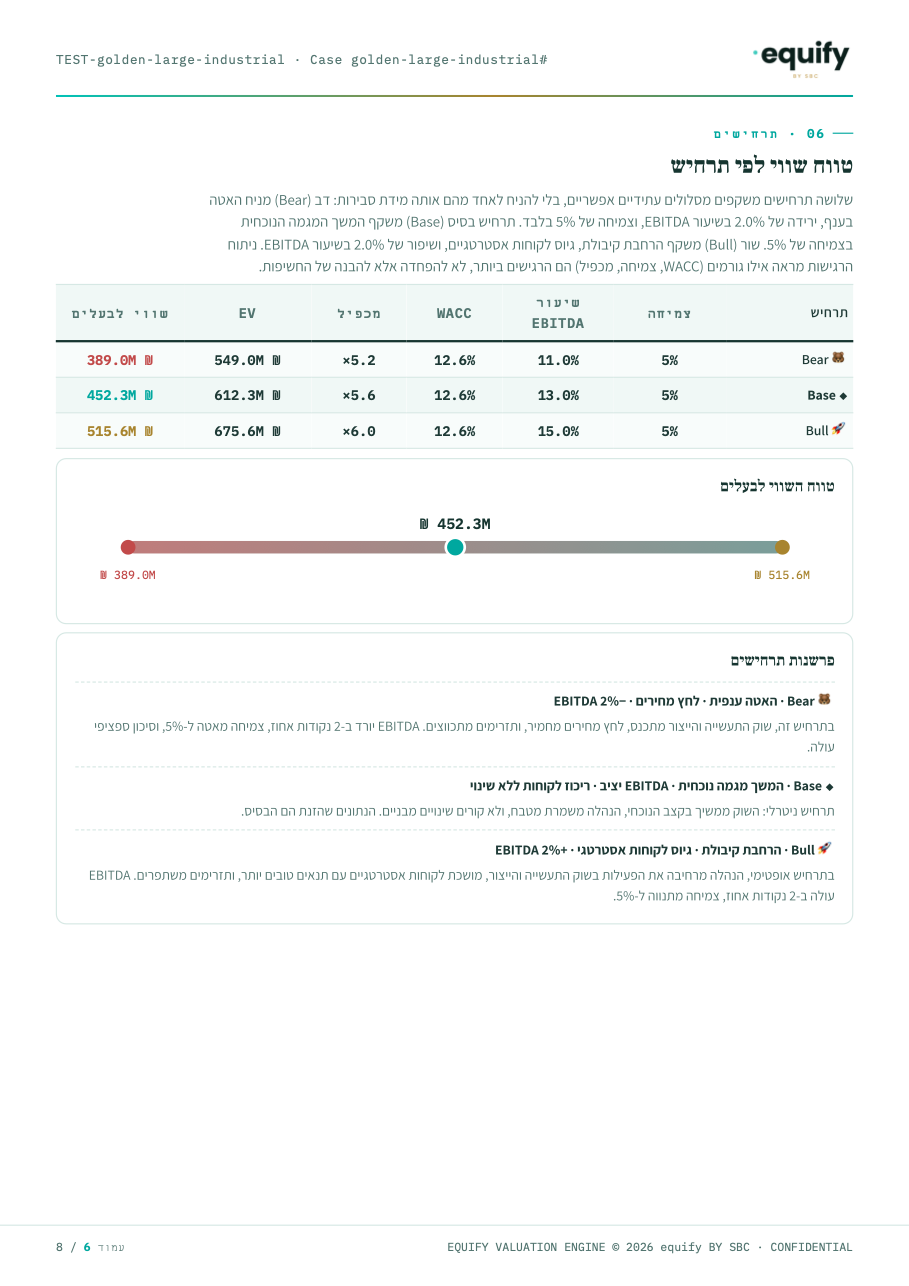 TEST-golden-large-industrial · Case golden-large-industrial#
equify
BY SBC
06 · תרחישים
טווח שווי לפי תרחיש
שלושה תרחישים משקפים מסלולים עתידיים אפשריים, בלי להניח לאחד מהם אותה מידת סבירות: דב (Bear) מניח האטה
בענף, ירידה של 2.0% בשיעור EBITDA, וצמיחה של 5% בלבד. תרחיש בסיס (Base) משקף המשך המגמה הנוכחית
בצמיחה של 5%. שור (Bull) משקף הרחבת קיבולת, גיוס לקוחות אסטרטגיים, ושיפור של 2.0% בשיעור EBITDA. ניתוח
הרגישות מראה אילו גורמים (WACC, צמיחה, מכפיל) הם הרגישים ביותר, לא להפחדה אלא להבנה של החשיפות.
תרחיש צמיחה שיעור EBITDA WACC מכפיל EV שווי לבעלים
🐻 Bear 5% 11.0% 12.6% ×5.2 549.0M ₪ 389.0M ₪
◆ Base 5% 13.0% 12.6% ×5.6 612.3M ₪ 452.3M ₪
🚀 Bull 5% 15.0% 12.6% ×6.0 675.6M ₪ 515.6M ₪
טווח השווי לבעלים
₪ 452.3M
₪ 389.0M
₪ 515.6M
פרשנות תרחישים
🐻 Bear · האטה ענפית · לחץ מחירים · −2% EBITDA
בתרחיש זה, שוק התעשייה והייצור מתכנס, לחץ מחירים מחמיר, ותזרימים מתכווצים. EBITDA יורד ב-2 נקודות אחוז, צמיחה מאטה ל-5%, וסיכון ספציפי
עולה.
◆ Base · המשך מגמה נוכחית · EBITDA יציב · ריכוז לקוחות ללא שינוי
תרחיש ניטרלי: השוק ממשיך בקצב הנוכחי, הנהלה משמרת מטבח, ולא קורים שינויים מבניים. הנתונים שהזנת הם הבסיס.
🚀 Bull · הרחבת קיבולת · גיוס לקוחות אסטרטגי · +2% EBITDA
בתרחיש אופטימי, הנהלה מרחיבה את הפעילות בשוק התעשייה והייצור, מושכת לקוחות אסטרטגיים עם תנאים טובים יותר, ותזרימים משתפרים. EBITDA
עולה ב-2 נקודות אחוז, צמיחה מתנווה ל-5%.
עמוד 6 / 8
EQUIFY VALUATION ENGINE © 2026 equify BY SBC · CONFIDENTIAL